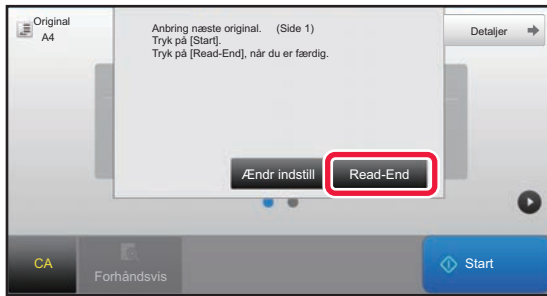 Original
A4
Anbring næste original. (Side 1)
Tryk på [Start].
Tryk på [Read-End], når du er færdig.
Detaljer
Ændr indstill
Read-End
CA
Forhåndsvis
Start